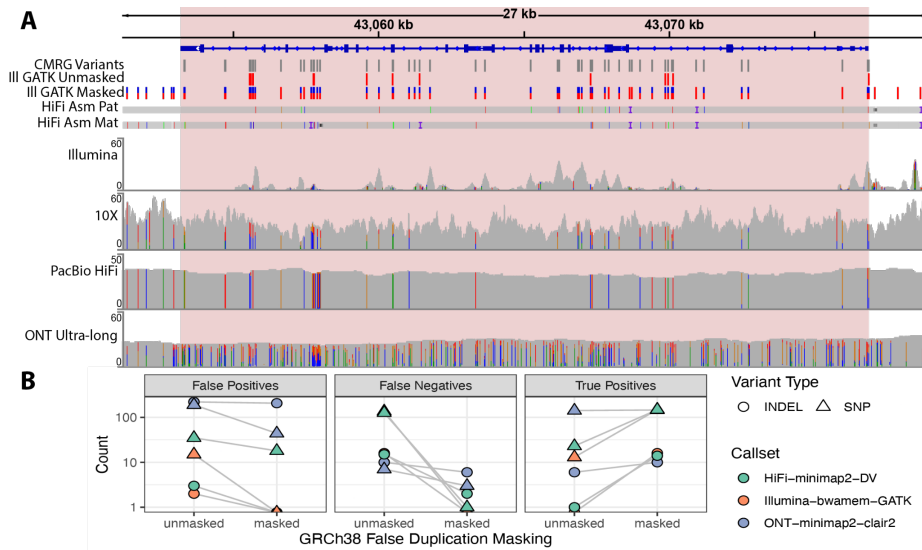 A
27 kb
43,060 kb
43,070 kb
CMRG Variants
Ill GATK Unmasked
Ill GATK Masked
HiFi Asm Pat
HiFi Asm Mat
Illumina
60
0
10X
60
0
PacBio HiFi
50
0
ONT Ultra-long
60
0
B
False Positives
False Negatives
True Positives
Count
100
10
1
unmasked
masked
unmasked
masked
unmasked
masked
GRCh38 False Duplication Masking
Variant Type
INDEL
SNP
Callset
HiFi−minimap2−DV
Illumina−bwamem−GATK
ONT−minimap2−clair2